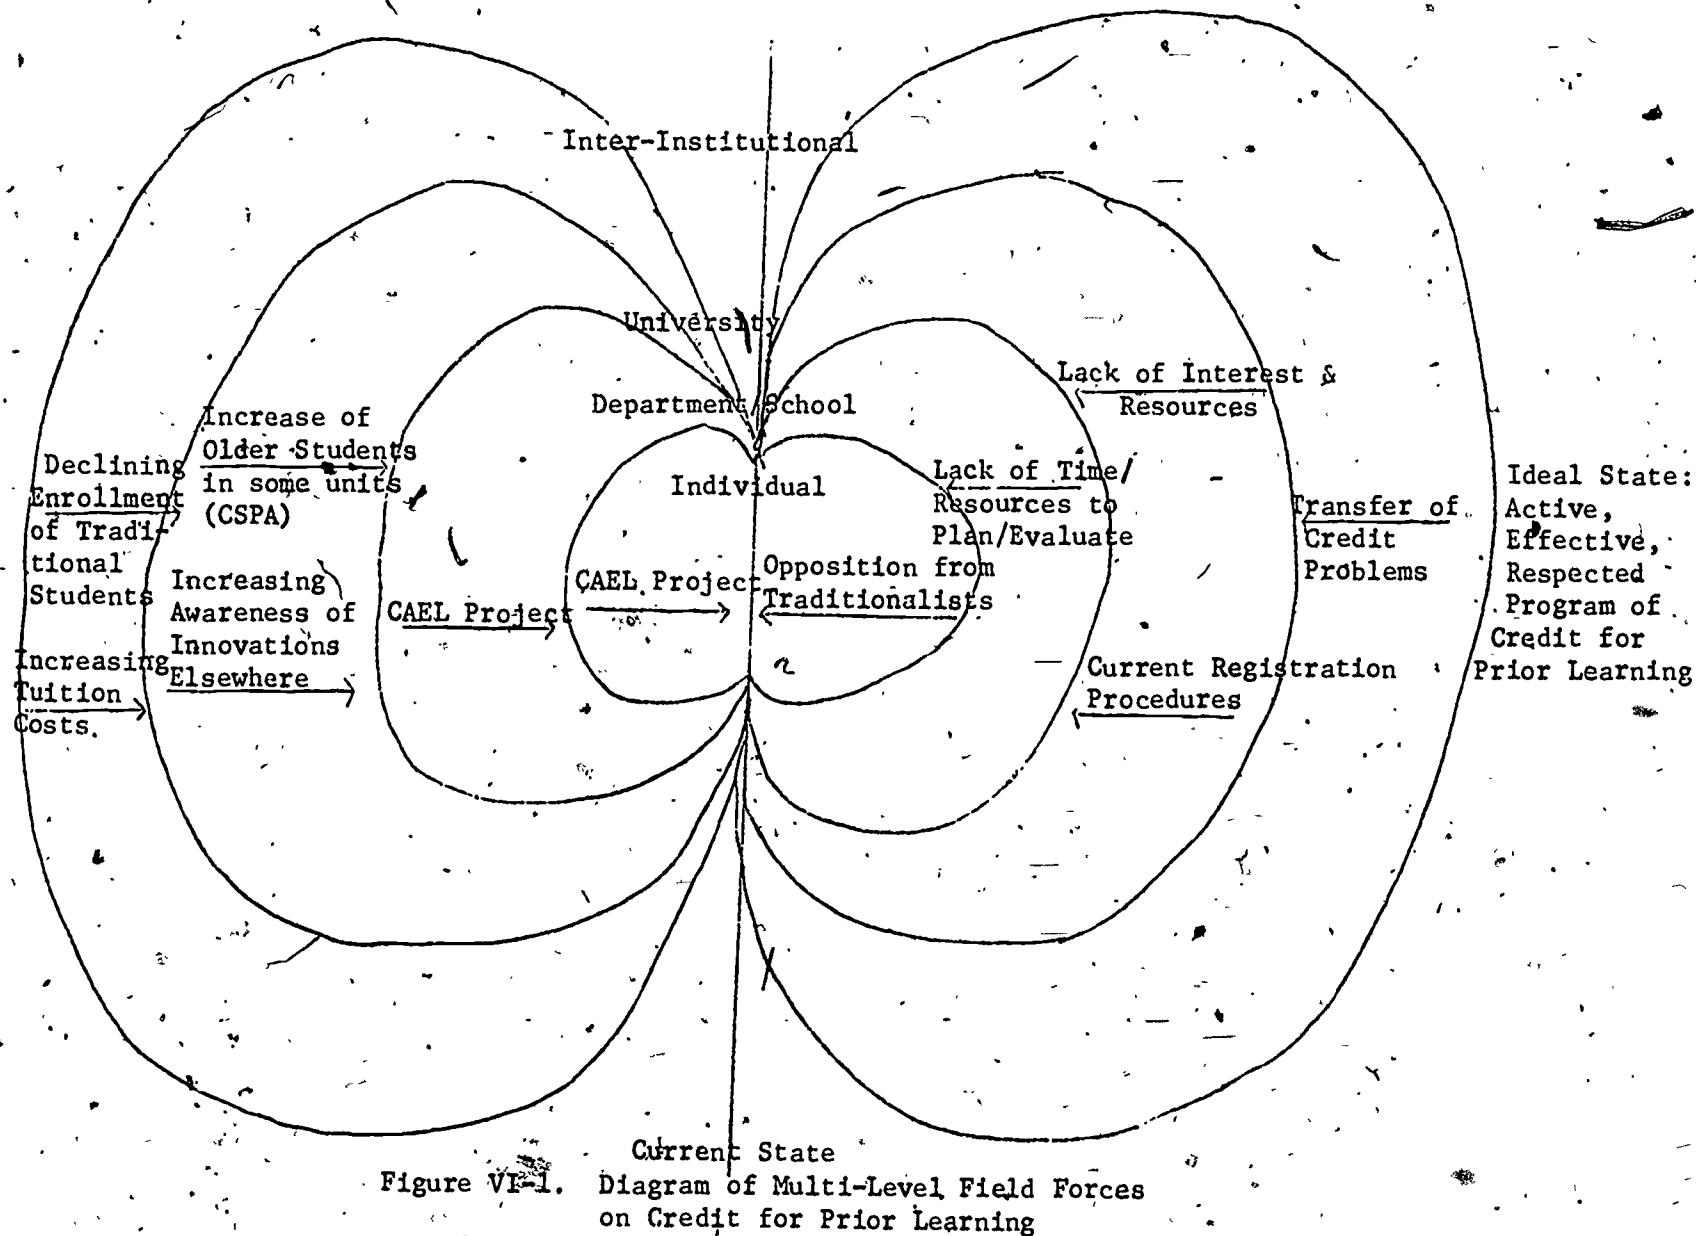 Inter-Institutional
University
Department School
Individual
Declining
Enrollment
of Tradi-
tional
Students
Increasing
Tuition
Costs.
Increase of
Older Students
in some units
(CSPA)
Increasing
Awareness of
Innovations
Elsewhere
CAEL Project
CAEL Project
Opposition from
Traditionalists
Lack of Time/
Resources to
Plan/Evaluate
Lack of Interest &
Resources
Current Registration
Procedures
Transfer of
Credit
Problems
Ideal State:
Active,
Effective,
Respected
Program of
Credit for
Prior Learning
Current State
Figure VI-1. Diagram of Multi-Level Field Forces
on Credit for Prior Learning